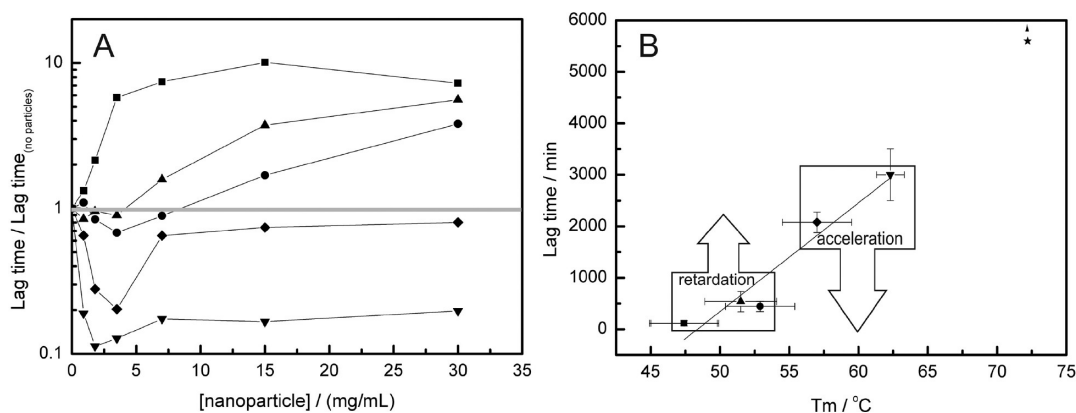 A
Lag time / Lag time(no particles)
10
1
0.1
0 5 10 15 20 25 30 35
[nanoparticle] / (mg/mL)
B
Lag time / min
6000
5000
4000
3000
2000
1000
0
acceleration
retardation
45 50 55 60 65 70 75
Tm / °C